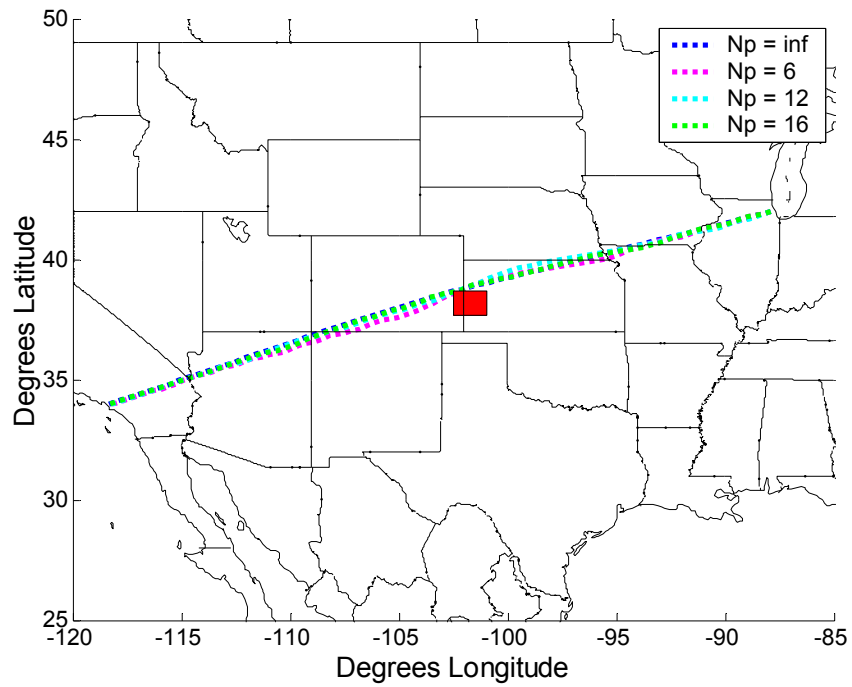 50
45
40
35
30
25
Degrees Latitude
Np = inf
Np = 6
Np = 12
Np = 16
-120 -115 -110 -105 -100 -95 -90 -85
Degrees Longitude